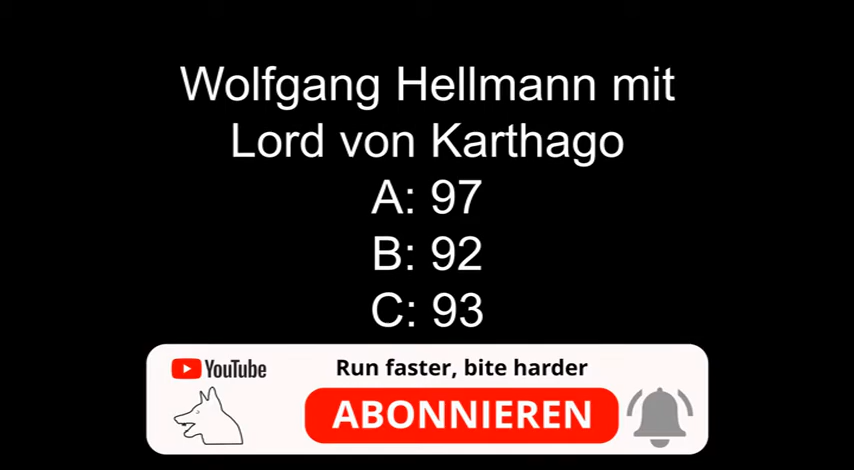 Wolfgang Hellmann mit
Lord von Karthago
A: 97
B: 92
C: 93
YouTube
Run faster, bite harder
ABONNIEREN